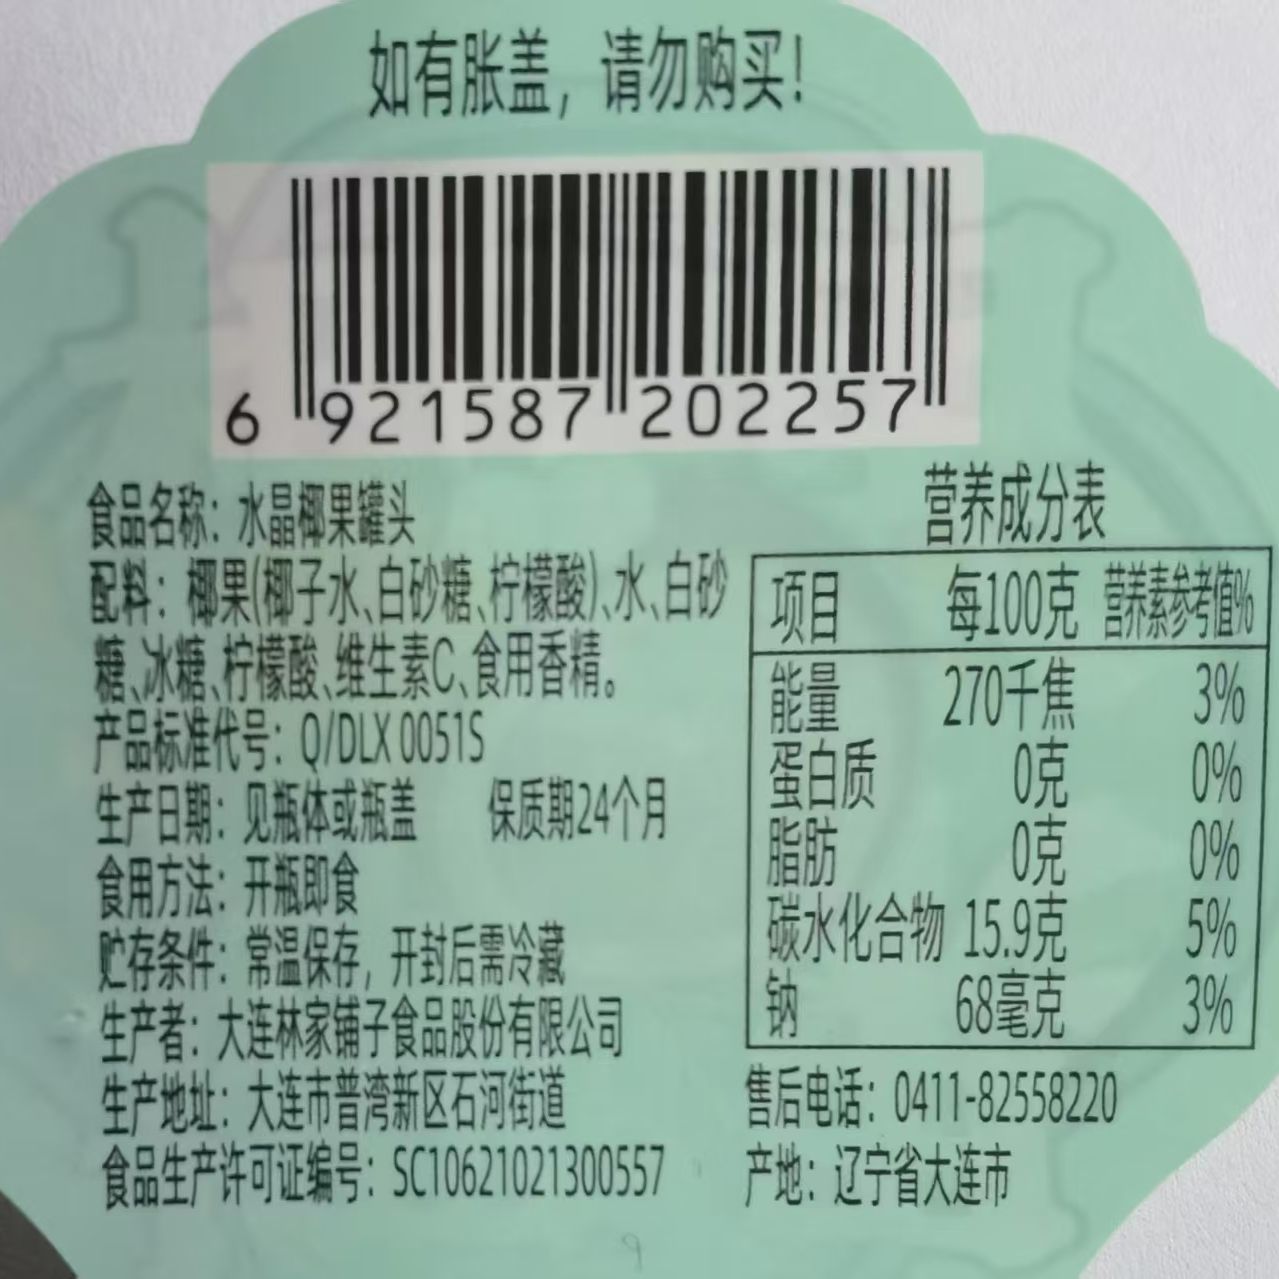 如有胀盖，请勿购买！
6 921587 202257
食品名称：水晶椰果罐头
配料：椰果(椰子水、白砂糖、柠檬酸)、水、白砂
糖、冰糖、柠檬酸、维生素C、食用香精。
产品标准代号：Q/DLX 0051S
生产日期：见瓶体或瓶盖 保质期24个月
食用方法：开瓶即食
贮存条件：常温保存，开封后需冷藏
生产者：大连林家铺子食品股份有限公司
生产地址：大连市普湾新区石河街道
食品生产许可证编号：SC10621021300557
营养成分表
项目 每100克 营养素参考值%
能量 270千焦 3%
蛋白质 0克 0%
脂肪 0克 0%
碳水化合物 15.9克 5%
钠 68毫克 3%
售后电话：0411-82558220
产地：辽宁省大连市